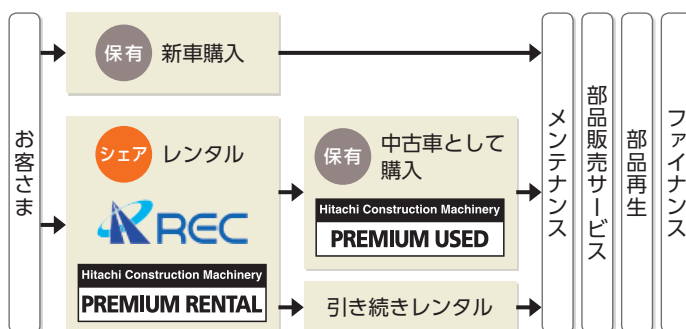 お客さま
保有
新車購入
シェア
レンタル
REC
Hitachi Construction Machinery
PREMIUM RENTAL
保有
中古車として
購入
Hitachi Construction Machinery
PREMIUM USED
引き続きレンタル
メンテナンス
部品販売サービス
部品再生
ファイナンス